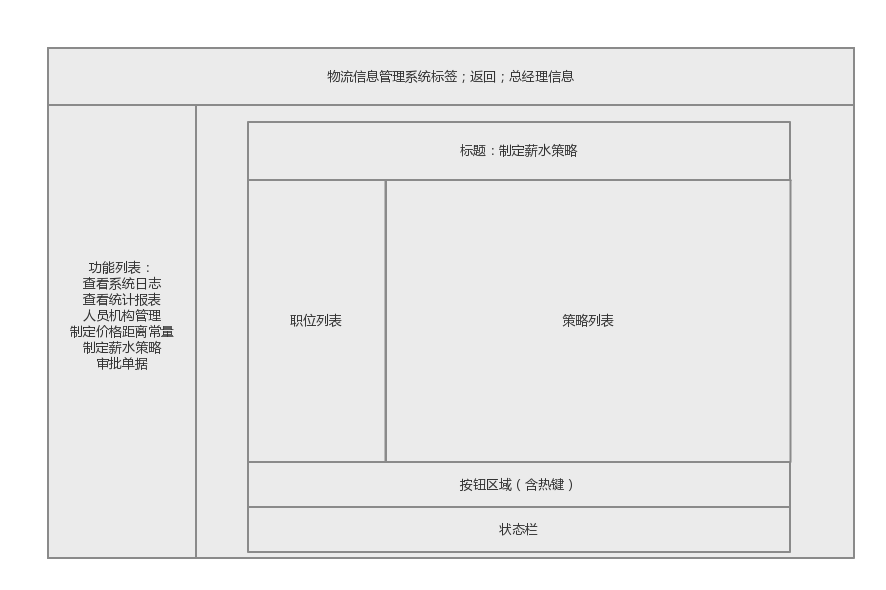 物流信息管理系统标签；返回；总经理信息
标题：制定薪水策略
功能列表：
查看系统日志
查看统计报表
人员机构管理
制定价格距离常量
制定薪水策略
审批单据
职位列表
策略列表
按钮区域（含热键）
状态栏